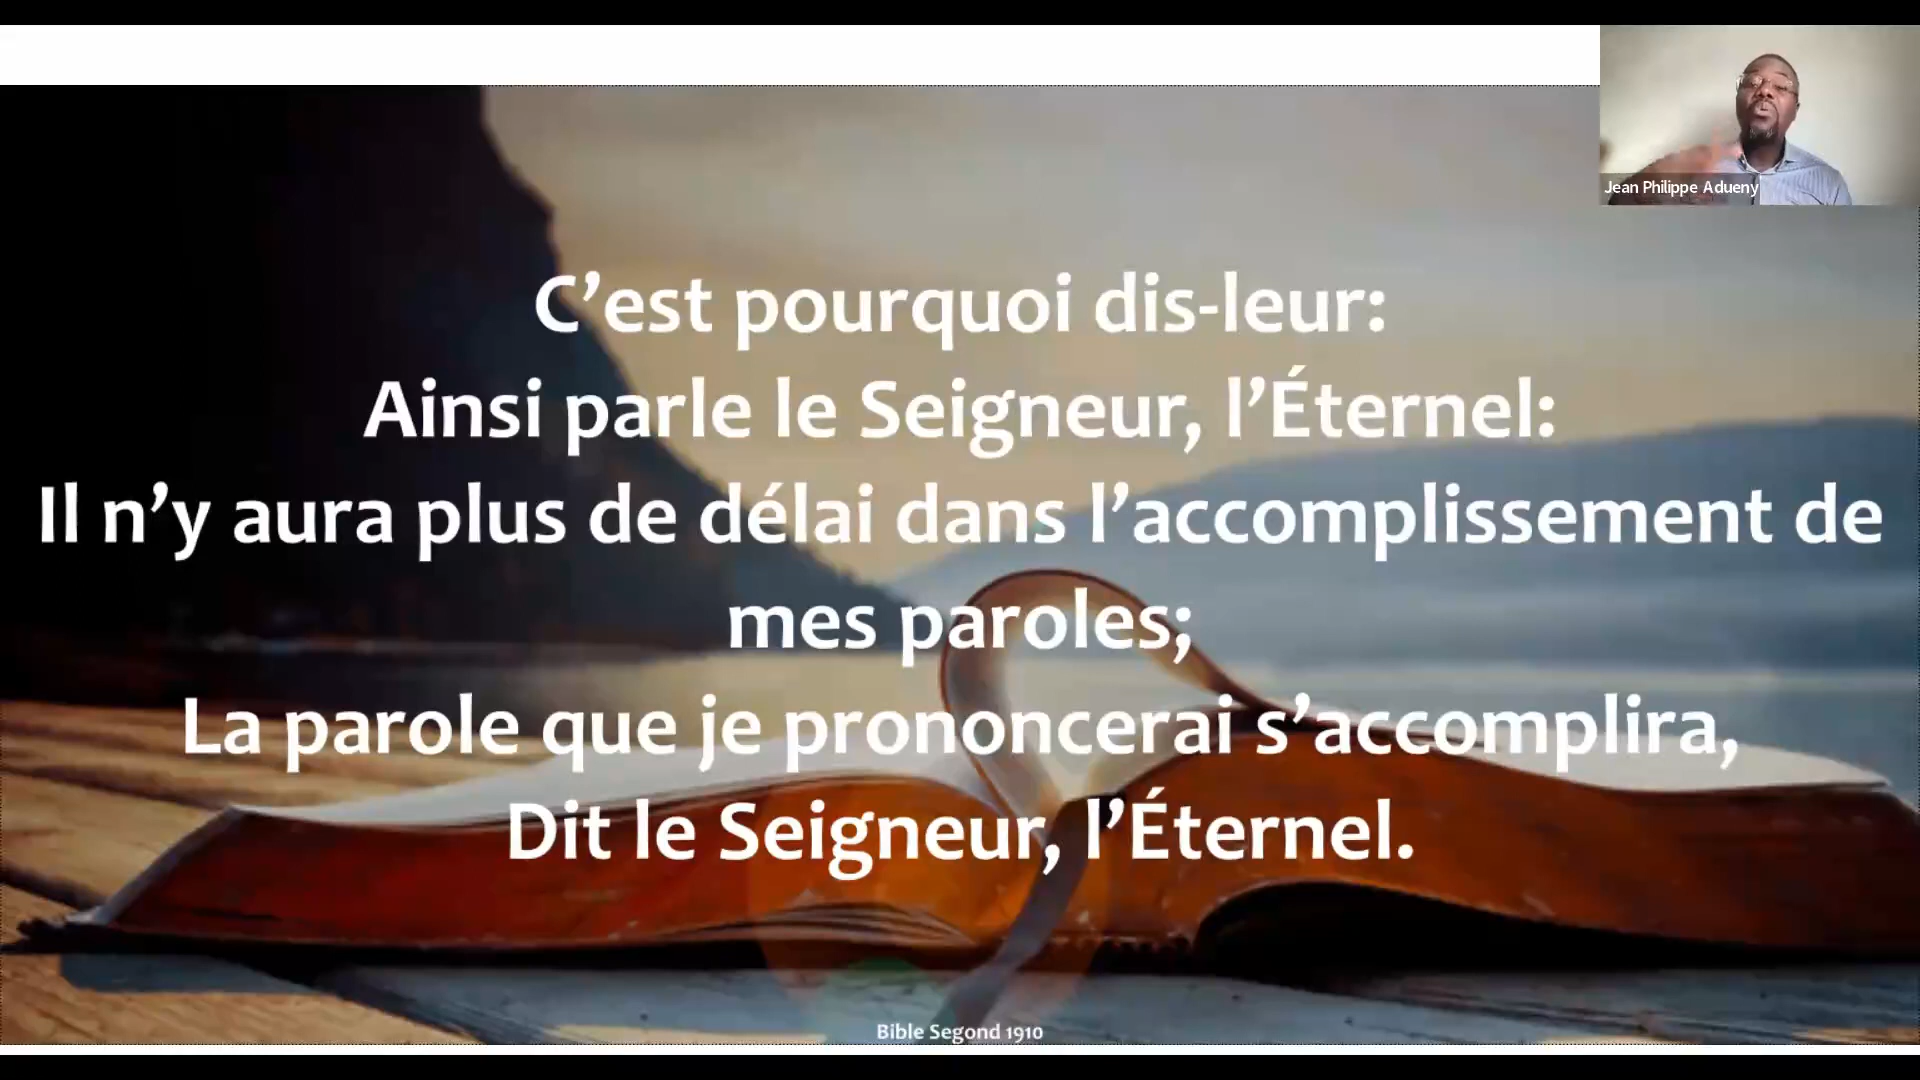 Jean Philippe Adueny
C’est pourquoi dis-leur:
Ainsi parle le Seigneur, l’Éternel:
Il n’y aura plus de délai dans l’accomplissement de
mes paroles;
La parole que je prononcerai s’accomplira,
Dit le Seigneur, l’Éternel.
Bible Segond 1910